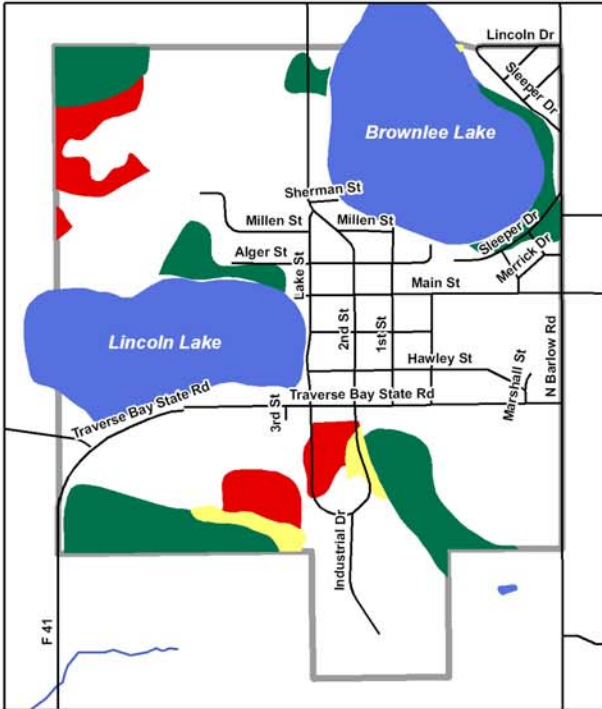 Lincoln Dr
Sleeper Dr
Brownlee Lake
Sherman St
Millen St
Millen St
Sleeper Dr
Alger St
Merrick Dr
Lake St
Main St
Lincoln Lake
2nd St
1st St
N Barlow Rd
Hawley St
Marshall St
Traverse Bay State Rd
3rd St
Traverse Bay State Rd
Industrial Dr
F 41